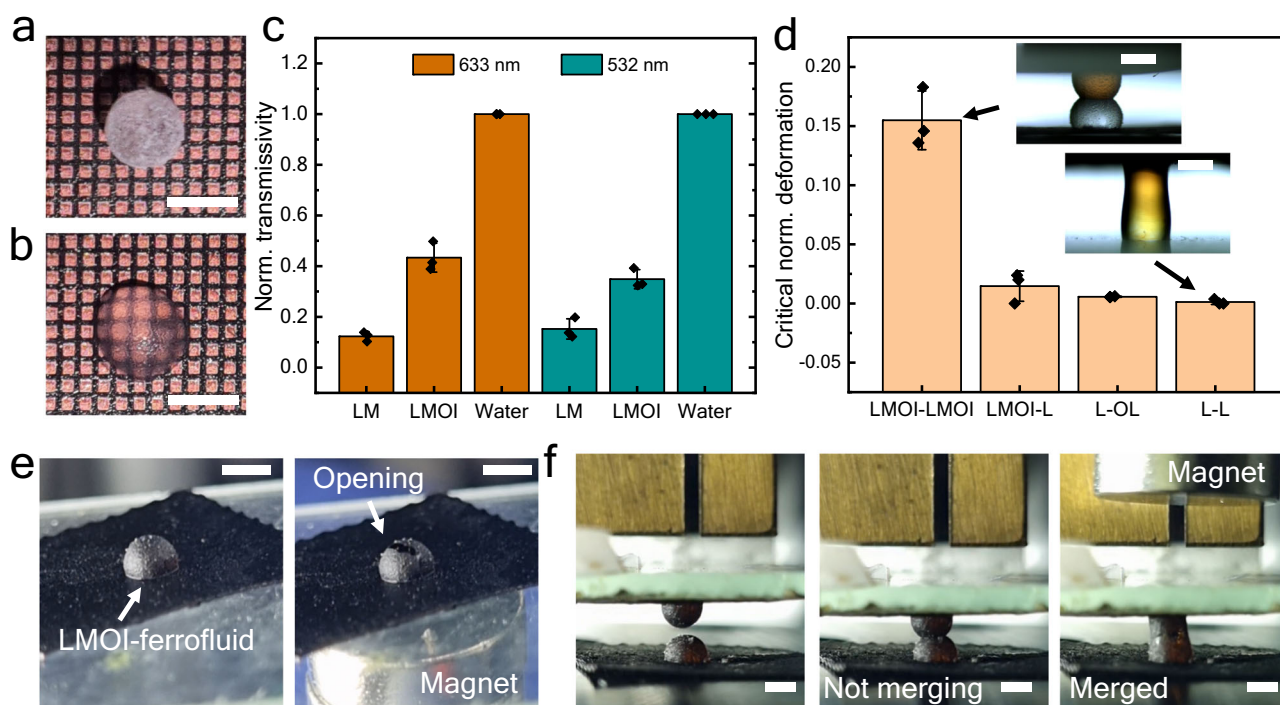 a
b
c
Norm. transmissivity
1.2
1.0
0.8
0.6
0.4
0.2
0.0
633 nm
532 nm
LM
LMOI
Water
LM
LMOI
Water
d
Critical norm. deformation
0.20
0.15
0.10
0.05
0.00
-0.05
LMOI-LMOI
LMOI-L
L-OL
L-L
e
LMOI-ferrofluid
Opening
Magnet
f
Not merging
Magnet
Merged